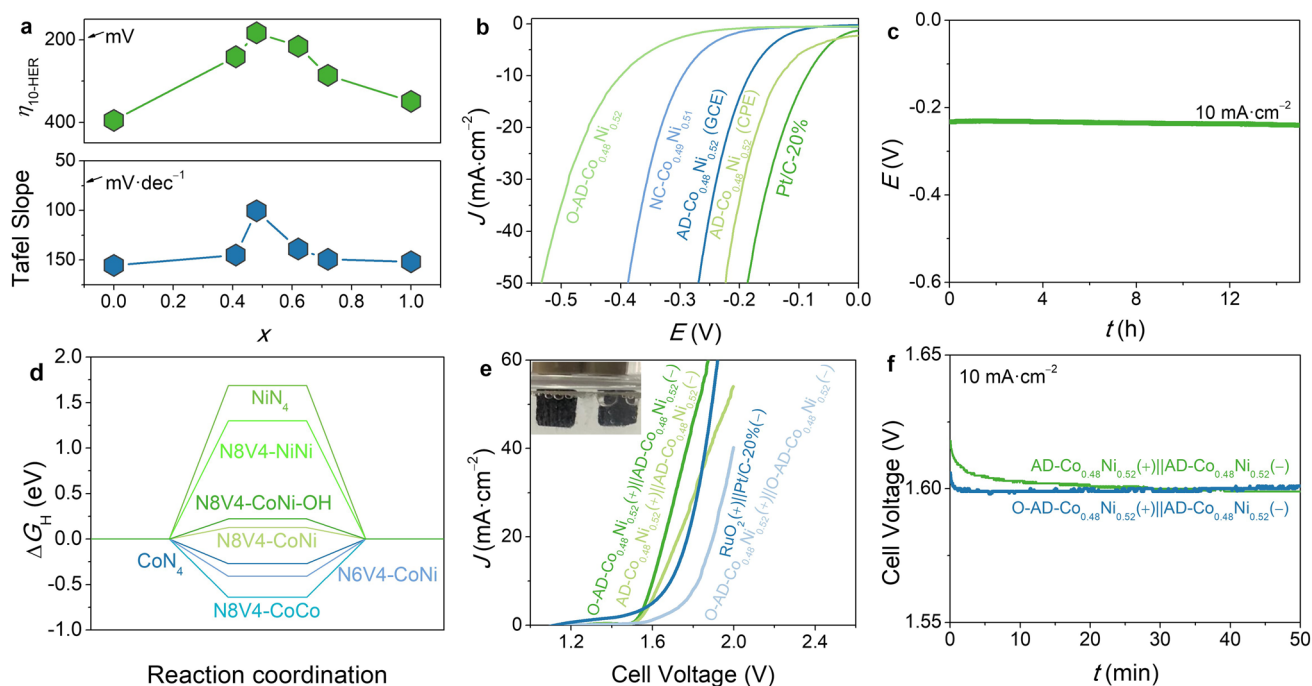 a
mV
200
400
η10-HER
50
mV·dec⁻¹
100
150
Tafel Slope
0.0 0.2 0.4 0.6 0.8 1.0
x
b
0
-10
-20
-30
-40
-50
J (mA·cm⁻²)
O-AD-Co₀.₄₈Ni₀.₅₂
NC-Co₀.₄₉Ni₀.₅₁
AD-Co₀.₄₈Ni₀.₅₂ (GCE)
AD-Co₀.₄₈Ni₀.₅₂ (CPE)
Pt/C-20%
-0.5 -0.4 -0.3 -0.2 -0.1 0.0
E (V)
c
0.0
-0.2
-0.4
-0.6
E (V)
10 mA·cm⁻²
0 4 8 12
t (h)
d
2.0
1.5
1.0
0.5
0.0
-0.5
-1.0
ΔG_H (eV)
NiN₄
N8V4-NiNi
N8V4-CoNi-OH
N8V4-CoNi
CoN₄
N6V4-CoNi
N8V4-CoCo
Reaction coordination
e
60
40
20
0
J (mA·cm⁻²)
O-AD-Co₀.₄₈Ni₀.₅₂(+)||AD-Co₀.₄₈Ni₀.₅₂(−)
AD-Co₀.₄₈Ni₀.₅₂(+)||AD-Co₀.₄₈Ni₀.₅₂(−)
RuO₂(+)||Pt/C-20%(−)
O-AD-Co₀.₄₈Ni₀.₅₂(+)||O-AD-Co₀.₄₈Ni₀.₅₂(−)
1.2 1.6 2.0 2.4
Cell Voltage (V)
f
1.65
1.60
1.55
Cell Voltage (V)
10 mA·cm⁻²
AD-Co₀.₄₈Ni₀.₅₂(+)||AD-Co₀.₄₈Ni₀.₅₂(−)
O-AD-Co₀.₄₈Ni₀.₅₂(+)||AD-Co₀.₄₈Ni₀.₅₂(−)
0 10 20 30 40 50
t (min)